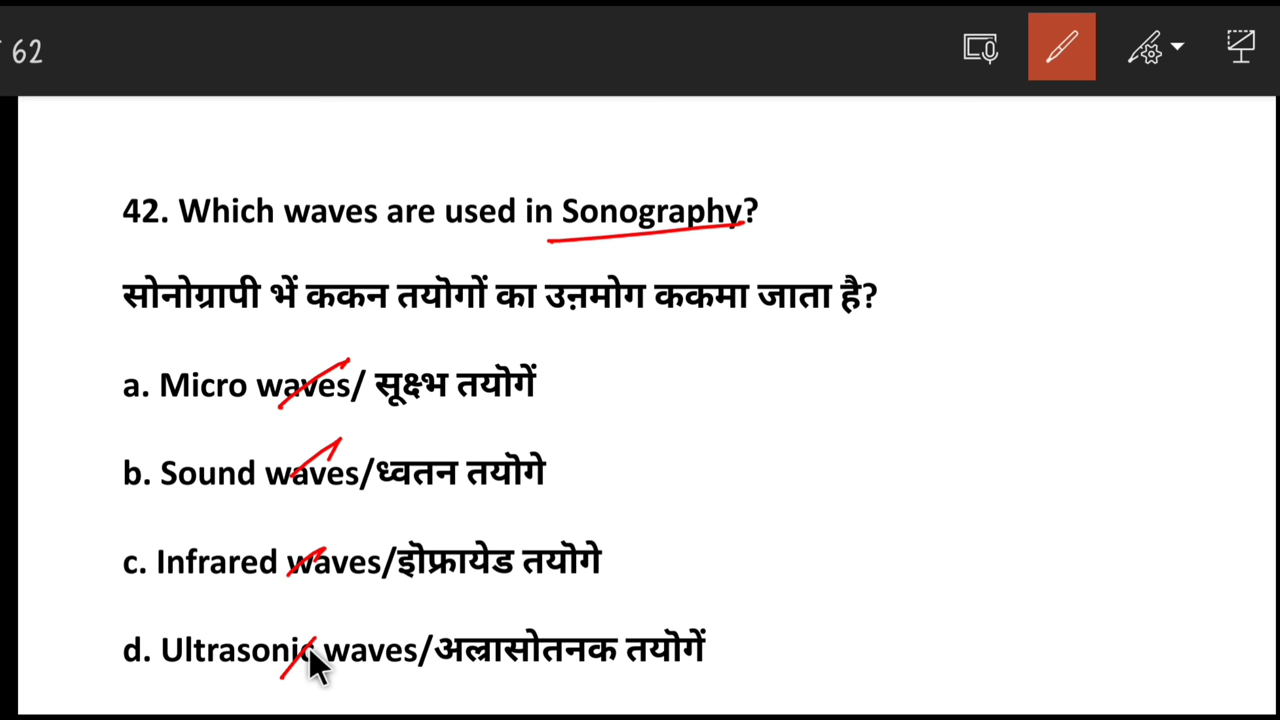 62
42. Which waves are used in Sonography?
सोनोग्रापी भें ककन तयॊगों का उऩमोग ककमा जाता है?
a. Micro waves/ सूक्ष्भ तयॊगें
b. Sound waves/ध्वतन तयॊगे
c. Infrared waves/इॊफ्रायेड तयॊगे
d. Ultrasonic waves/अल्रासोतनक तयॊगें